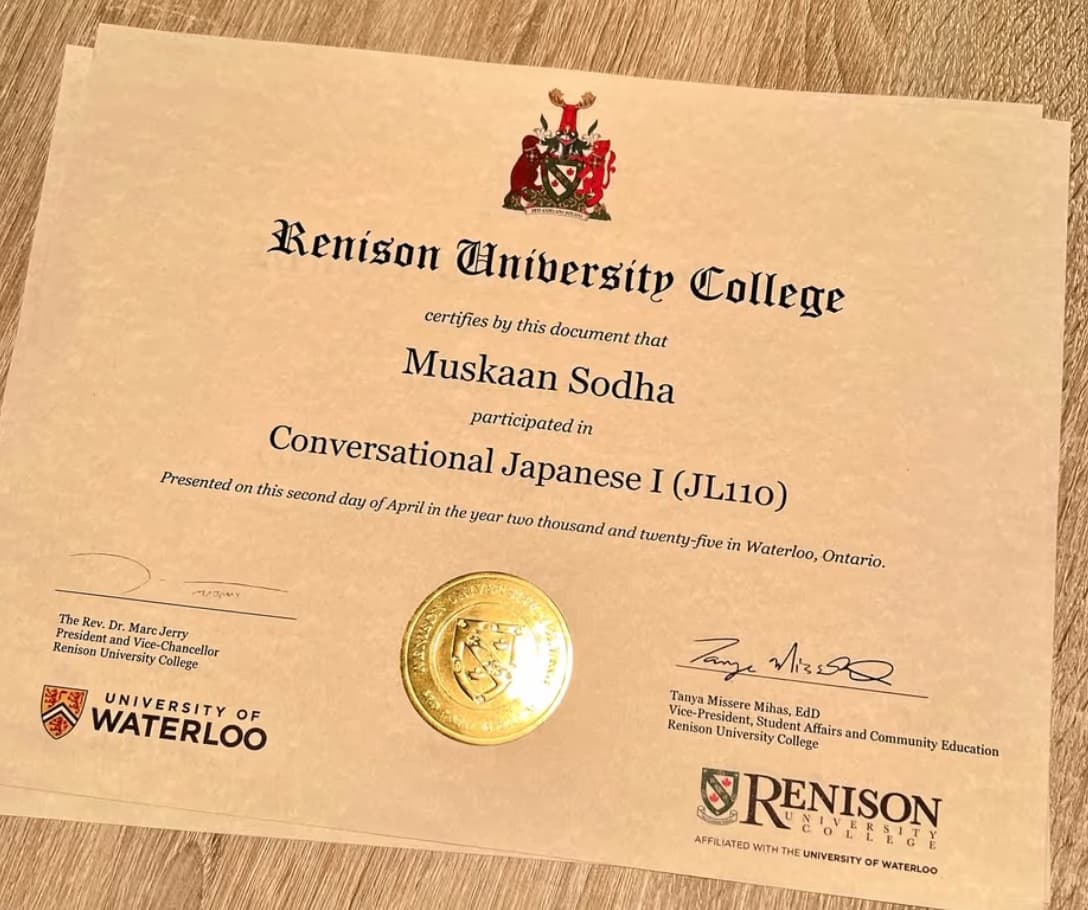 Renison University College
certifies by this document that
Muskaan Sodha
participated in
Conversational Japanese I (JL110)
Presented on this second day of April in the year two thousand and twenty-five in Waterloo, Ontario.
The Rev. Dr. Marc Jerry
President and Vice-Chancellor
Renison University College
UNIVERSITY OF
WATERLOO
Tanya Missere Mihas, EdD
Vice-President, Student Affairs and Community Education
Renison University College
RENISON
UNIVERSITY
COLLEGE
AFFILIATED WITH THE UNIVERSITY OF WATERLOO